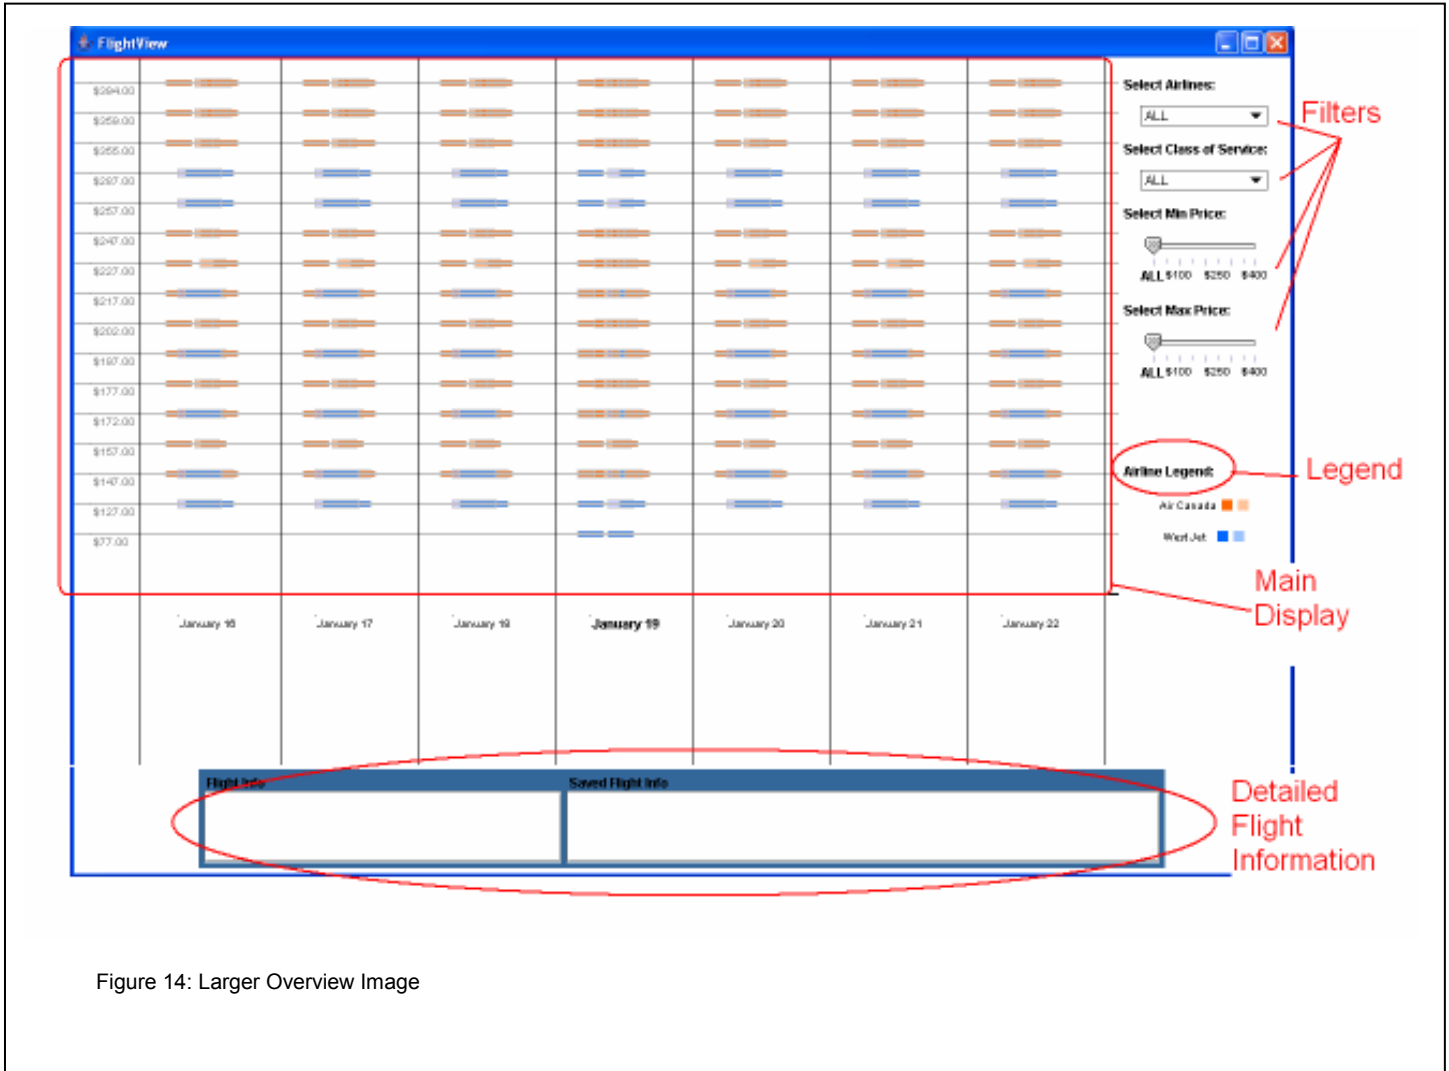 FlightView
$394.00
$359.00
$355.00
$287.00
$257.00
$247.00
$227.00
$217.00
$202.00
$187.00
$177.00
$172.00
$157.00
$147.00
$127.00
$77.00
January 16
January 17
January 18
January 19
January 20
January 21
January 22
Select Airlines:
ALL
Select Class of Service:
ALL
Select Min Price:
ALL $100 $250 $400
Select Max Price:
ALL $100 $250 $400
Airline Legend:
Air Canada
West Jet
Filters
Legend
Main
Display
Flight Info
Saved Flight Info
Detailed
Flight
Information
Figure 14: Larger Overview Image